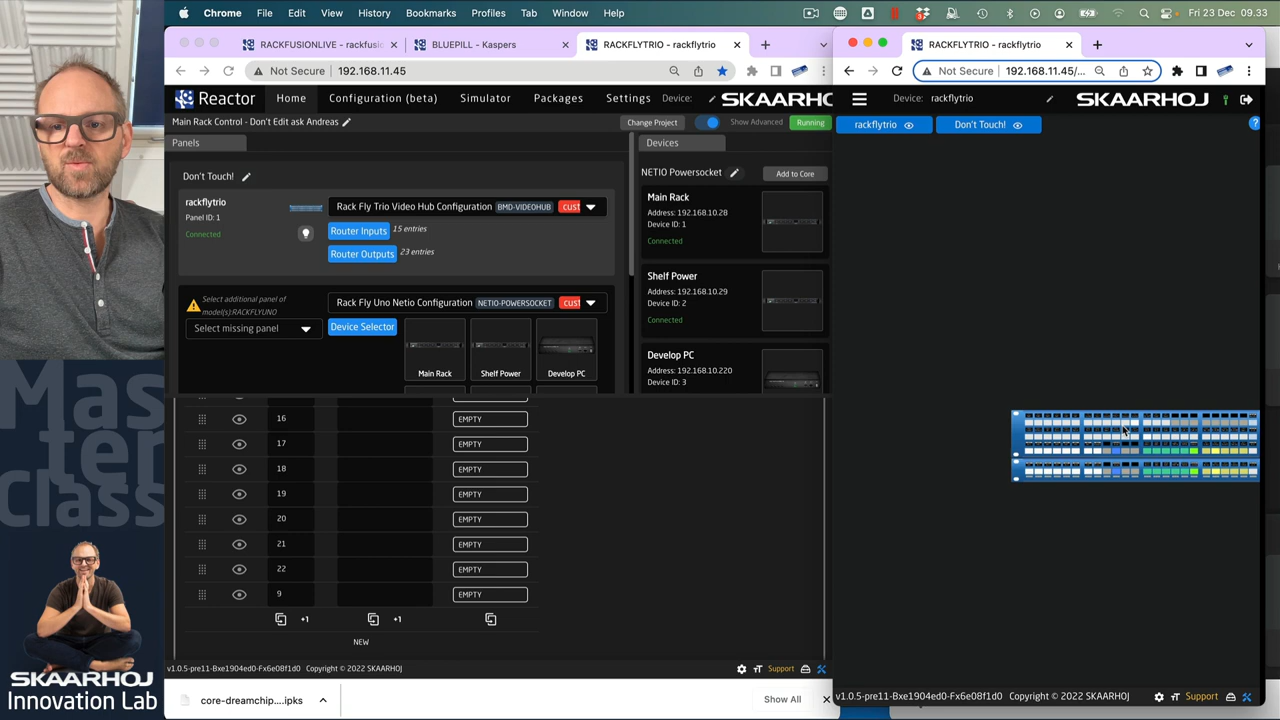 Chrome File Edit View History Bookmarks Profiles Tab Window Help Fri 23 Dec 09.33
RACKFLYTRIO - rackflytrio
RACKFUSIONLIVE - rackfusio
BLUEPILL - Kaspers
RACKFLYTRIO - rackflytrio
Not Secure 192.168.11.45
Not Secure 192.168.11.45/...
Reactor Home Configuration (beta) Simulator Packages Settings Device: SKAARHOJ
Device: rackflytrio SKAARHOJ
Main Rack Control - Don't Edit ask Andreas Change Project Show Advanced Running
rackflytrio Don't Touch! ?
Panels
Devices
Don't Touch!
NETIO Powersocket Add to Core
rackflytrio
Panel ID: 1
Connected
Rack Fly Trio Video Hub Configuration BMD-VIDEOHUB cust
Router Inputs 15 entries
Router Outputs 23 entries
Main Rack
Address: 192.168.10.28
Device ID: 1
Connected
Shelf Power
Address: 192.168.10.29
Device ID: 2
Connected
Select additional panel of
model(s):RACKFLYUNO
Select missing panel
Rack Fly Uno Netio Configuration NETIO-POWERSOCKET cust
Device Selector
Main Rack Shelf Power Develop PC
Develop PC
Address: 192.168.10.220
Device ID: 3
16 EMPTY
17 EMPTY
18 EMPTY
19 EMPTY
20 EMPTY
21 EMPTY
22 EMPTY
9 EMPTY
+1 +1
NEW
v1.0.5-pre11-Bxe1904ed0-Fx6e08f1d0 Copyright © 2022 SKAARHOJ Support
v1.0.5-pre11-Bxe1904ed0-Fx6e08f1d0 Copyright © 2022 SKAARHOJ Support
core-dreamchip....ipks Show All
Mas
ter
Class
SKAARHOJ
Innovation Lab